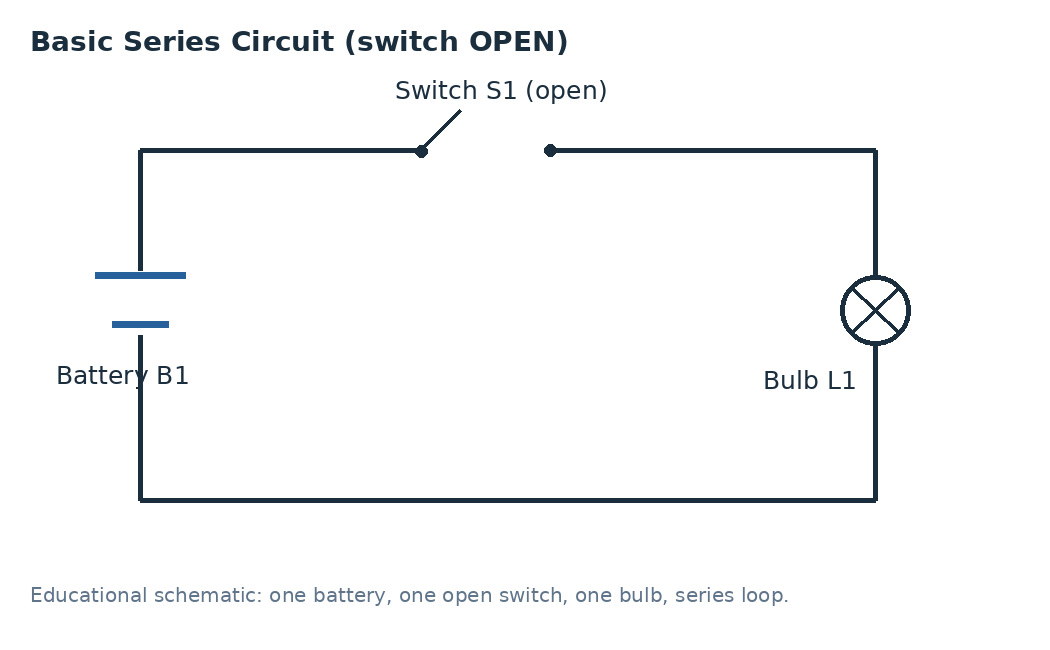 Basic Series Circuit (switch OPEN)
Switch S1 (open)
Battery B1
Bulb L1
Educational schematic: one battery, one open switch, one bulb, series loop.